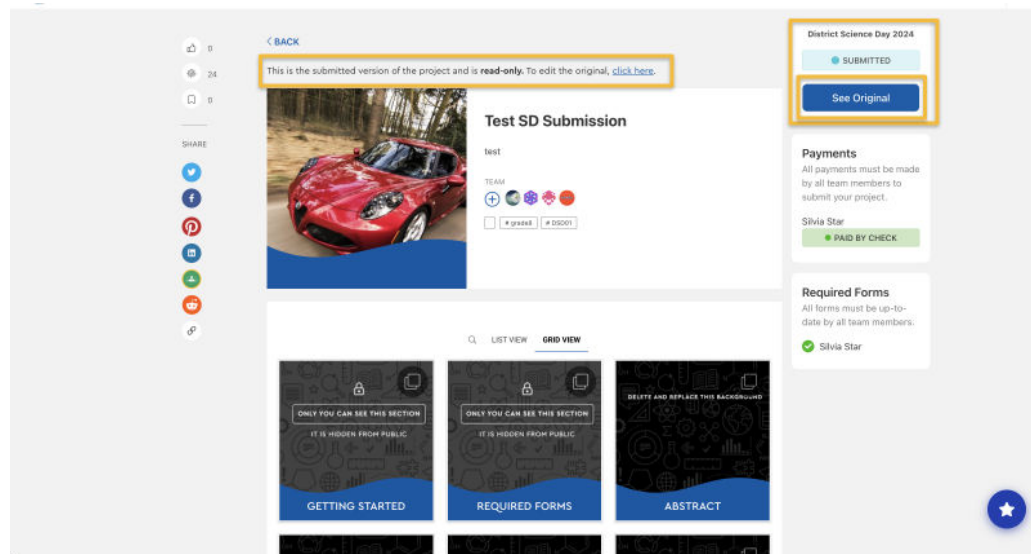 0
24
0
SHARE
< BACK
This is the submitted version of the project and is read-only. To edit the original, click here.
Test SD Submission
test
TEAM
# grade8 # DSD01
LIST VIEW GRID VIEW
ONLY YOU CAN SEE THIS SECTION
IT IS HIDDEN FROM PUBLIC
GETTING STARTED
ONLY YOU CAN SEE THIS SECTION
IT IS HIDDEN FROM PUBLIC
REQUIRED FORMS
DELETE AND REPLACE THIS BACKGROUND
ABSTRACT
District Science Day 2024
SUBMITTED
See Original
Payments
All payments must be made
by all team members to
submit your project.
Silvia Star
PAID BY CHECK
Required Forms
All forms must be up-to-
date by all team members.
Silvia Star